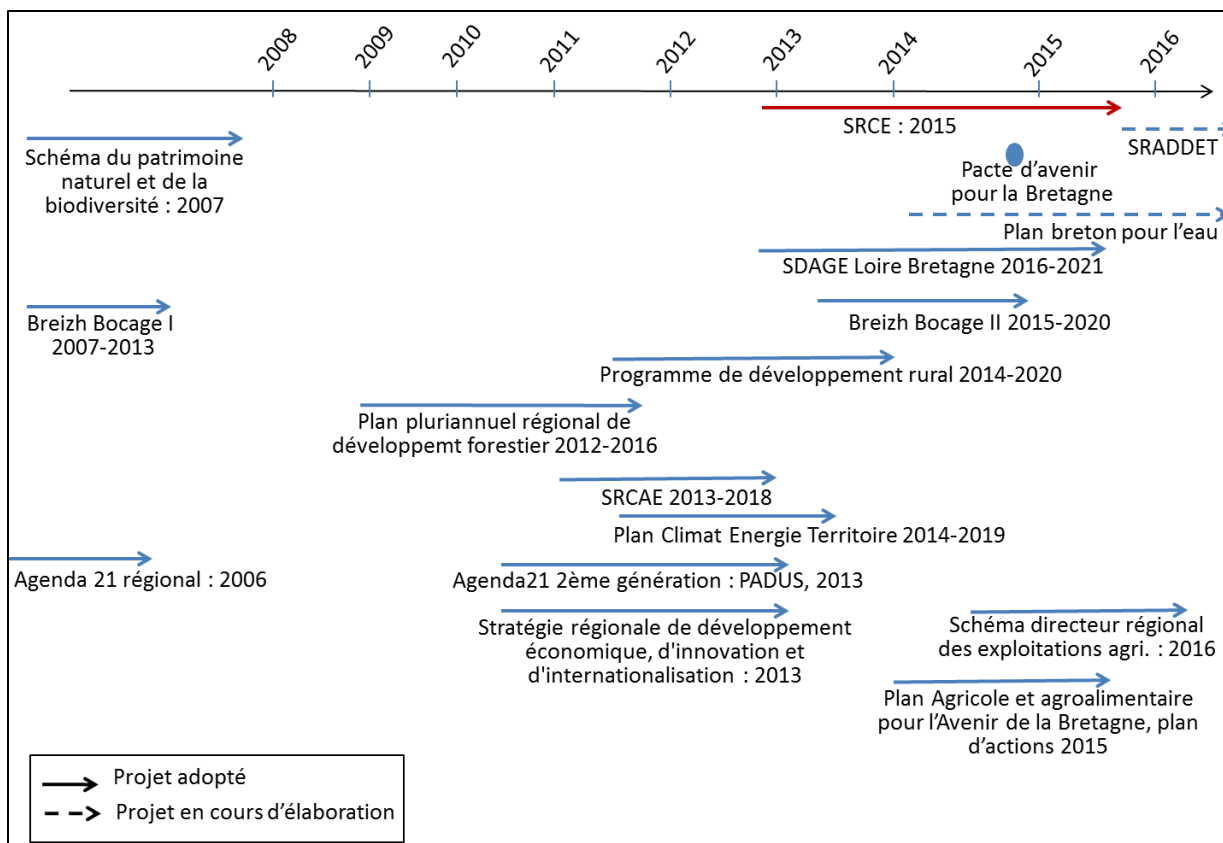 2008
2009
2010
2011
2012
2013
2014
2015
2016
SRCE : 2015
SRADDET
Schéma du patrimoine
naturel et de la
biodiversité : 2007
Pacte d’avenir
pour la Bretagne
Plan breton pour l’eau
SDAGE Loire Bretagne 2016-2021
Breizh Bocage I
2007-2013
Breizh Bocage II 2015-2020
Programme de développement rural 2014-2020
Plan pluriannuel régional de
développemt forestier 2012-2016
SRCAE 2013-2018
Plan Climat Energie Territoire 2014-2019
Agenda 21 régional : 2006
Agenda21 2ème génération : PADUS, 2013
Stratégie régionale de développement
économique, d'innovation et
d'internationalisation : 2013
Schéma directeur régional
des exploitations agri. : 2016
Plan Agricole et agroalimentaire
pour l’Avenir de la Bretagne, plan
d’actions 2015
Projet adopté
Projet en cours d’élaboration